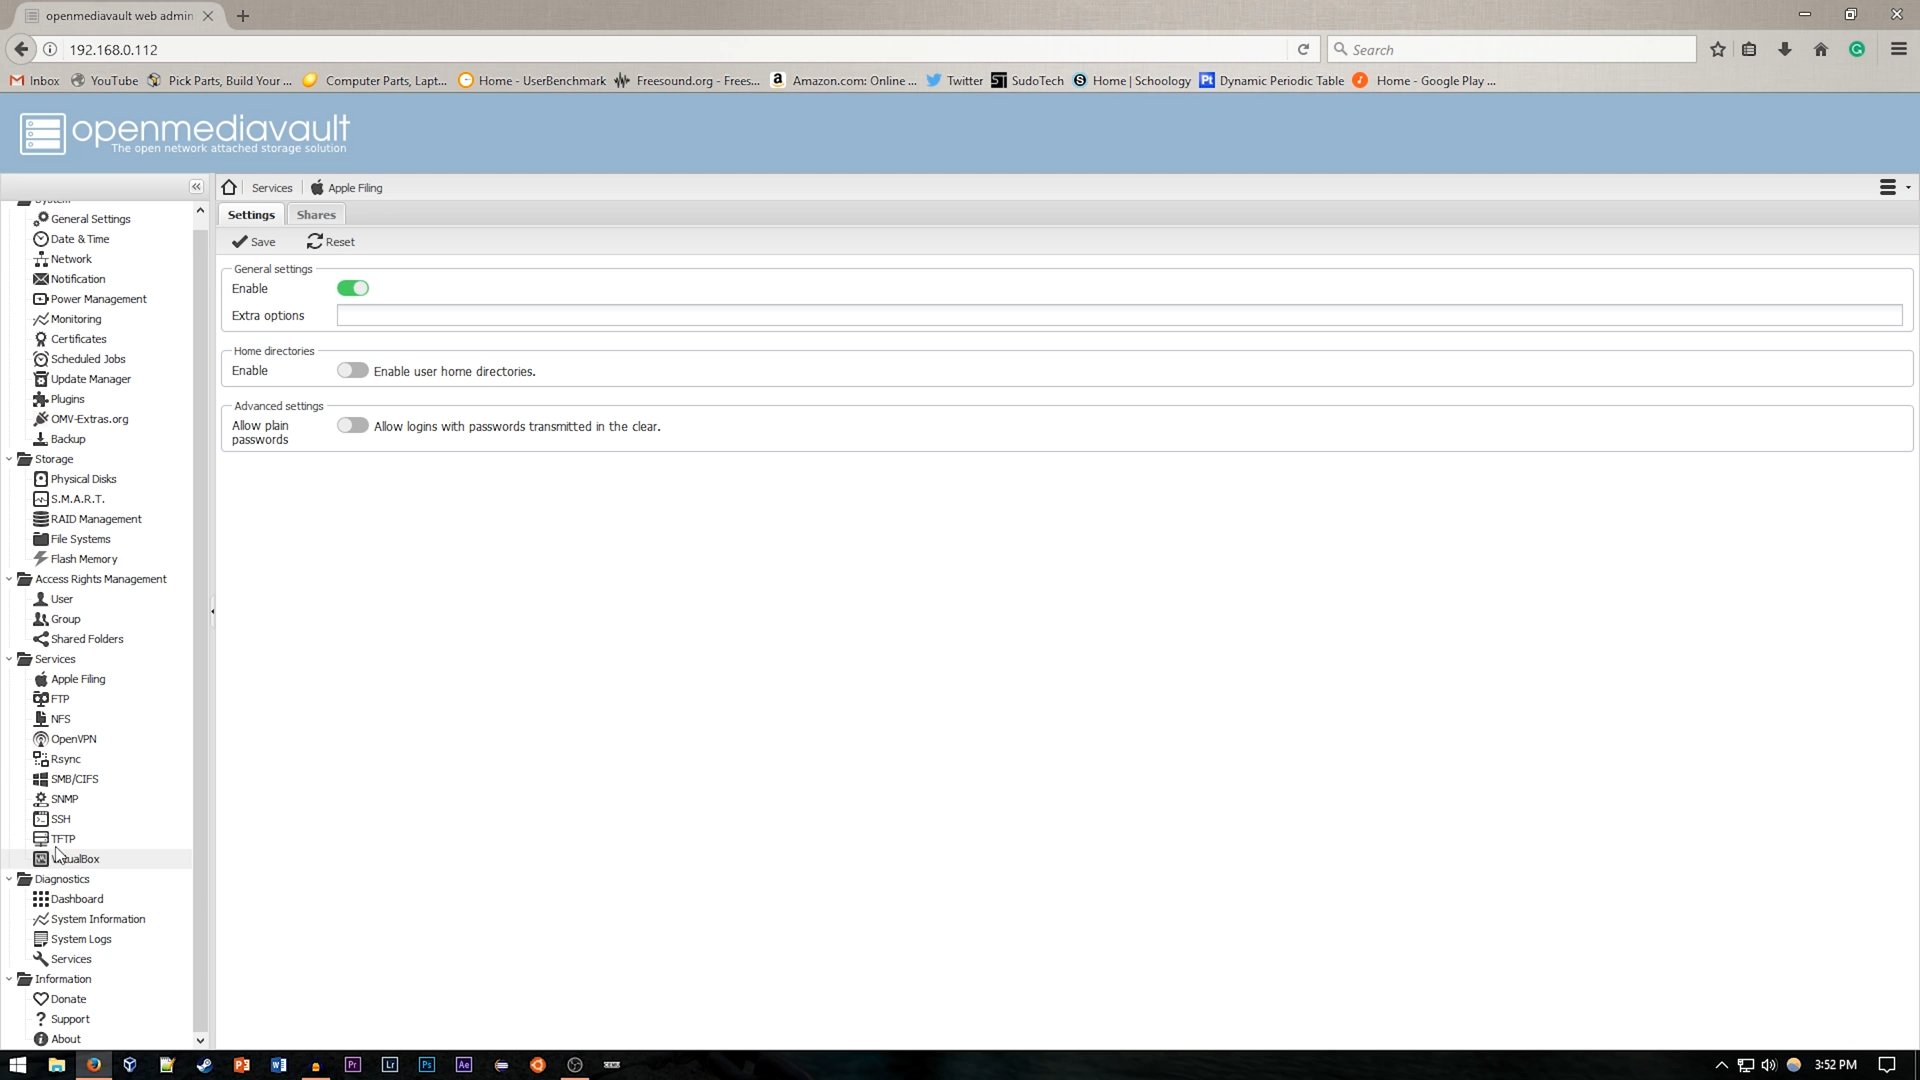 openmediavault web admin
192.168.0.112
Search
Inbox
YouTube
Pick Parts, Build Your ...
Computer Parts, Lapt...
Home - UserBenchmark
Freesound.org - Frees...
Amazon.com: Online ...
Twitter
SudoTech
Home | Schoology
Dynamic Periodic Table
Home - Google Play ...
openmediavault
The open network attached storage solution
Services
Apple Filing
System
General Settings
Date & Time
Network
Notification
Power Management
Monitoring
Certificates
Scheduled Jobs
Update Manager
Plugins
OMV-Extras.org
Backup
Storage
Physical Disks
S.M.A.R.T.
RAID Management
File Systems
Flash Memory
Access Rights Management
User
Group
Shared Folders
Services
Apple Filing
FTP
NFS
OpenVPN
Rsync
SMB/CIFS
SNMP
SSH
TFTP
VirtualBox
Diagnostics
Dashboard
System Information
System Logs
Services
Information
Donate
Support
About
Settings
Shares
Save
Reset
General settings
Enable
Extra options
Home directories
Enable
Enable user home directories.
Advanced settings
Allow plain
passwords
Allow logins with passwords transmitted in the clear.
3:52 PM